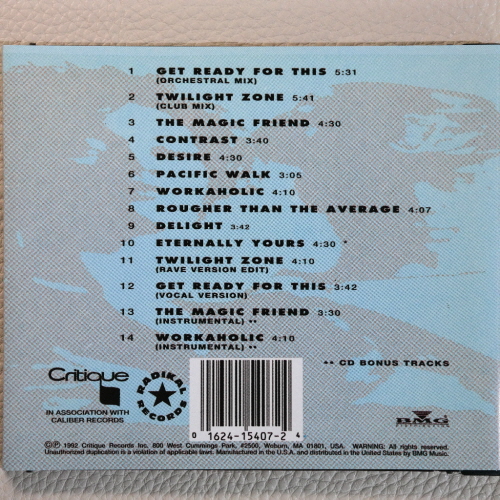 1 GET READY FOR THIS 5:31
(ORCHESTRAL MIX)
2 TWILIGHT ZONE 5:41
(CLUB MIX)
3 THE MAGIC FRIEND 4:30
4 CONTRAST 3:40
5 DESIRE 4:30
6 PACIFIC WALK 3:05
7 WORKAHOLIC 4:10
8 ROUGHER THAN THE AVERAGE 4:07
9 DELIGHT 3:42
10 ETERNALLY YOURS 4:30 *
11 TWILIGHT ZONE 4:10
(RAVE VERSION EDIT)
12 GET READY FOR THIS 3:42
(VOCAL VERSION)
13 THE MAGIC FRIEND 3:30
(INSTRUMENTAL) **
14 WORKAHOLIC 4:10
(INSTRUMENTAL) **
** CD BONUS TRACKS
Critique
IN ASSOCIATION WITH
CALIBER RECORDS
RADIKAL
RECORDS
0 1624-15407-2 4
BMG
©℗ 1992 Critique Records Inc. 800 West Cummings Park, #2500, Woburn, MA 01801, USA. WARNING: All rights reserved.
Unauthorized duplication is a violation of applicable laws. Manufactured in the U.S.A. and distributed in the United States by BMG Music.